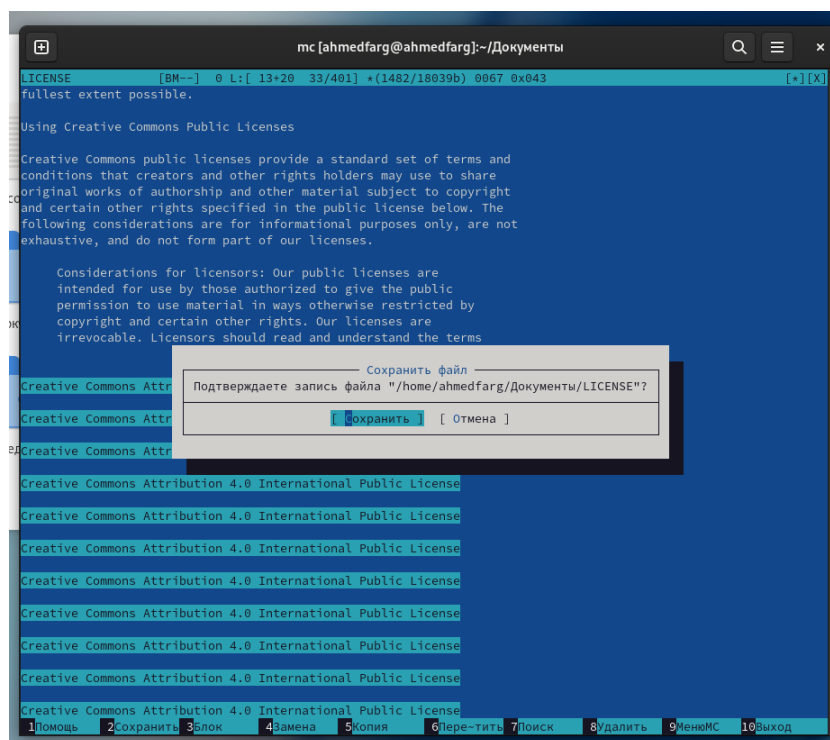 mc [ahmedfarg@ahmedfarg]:~/Документы
LICENSE [BM--] 0 L:[ 13+20 33/401] *(1482/18039b) 0067 0x043 [*][X]
fullest extent possible.
Using Creative Commons Public Licenses
Creative Commons public licenses provide a standard set of terms and
conditions that creators and other rights holders may use to share
original works of authorship and other material subject to copyright
and certain other rights specified in the public license below. The
following considerations are for informational purposes only, are not
exhaustive, and do not form part of our licenses.
Considerations for licensors: Our public licenses are
intended for use by those authorized to give the public
permission to use material in ways otherwise restricted by
copyright and certain other rights. Our licenses are
irrevocable. Licensors should read and understand the terms
Сохранить файл
Creative Commons Attr
Подтверждаете запись файла "/home/ahmedfarg/Документы/LICENSE"?
Creative Commons Attr
[ Сохранить ] [ Отмена ]
Creative Commons Attr
Creative Commons Attribution 4.0 International Public License
Creative Commons Attribution 4.0 International Public License
Creative Commons Attribution 4.0 International Public License
Creative Commons Attribution 4.0 International Public License
Creative Commons Attribution 4.0 International Public License
Creative Commons Attribution 4.0 International Public License
Creative Commons Attribution 4.0 International Public License
Creative Commons Attribution 4.0 International Public License
1Помощь 2Сохранить 3Блок 4Замена 5Копия 6Пере~тить 7Поиск 8Удалить 9МенюMC 10Выход